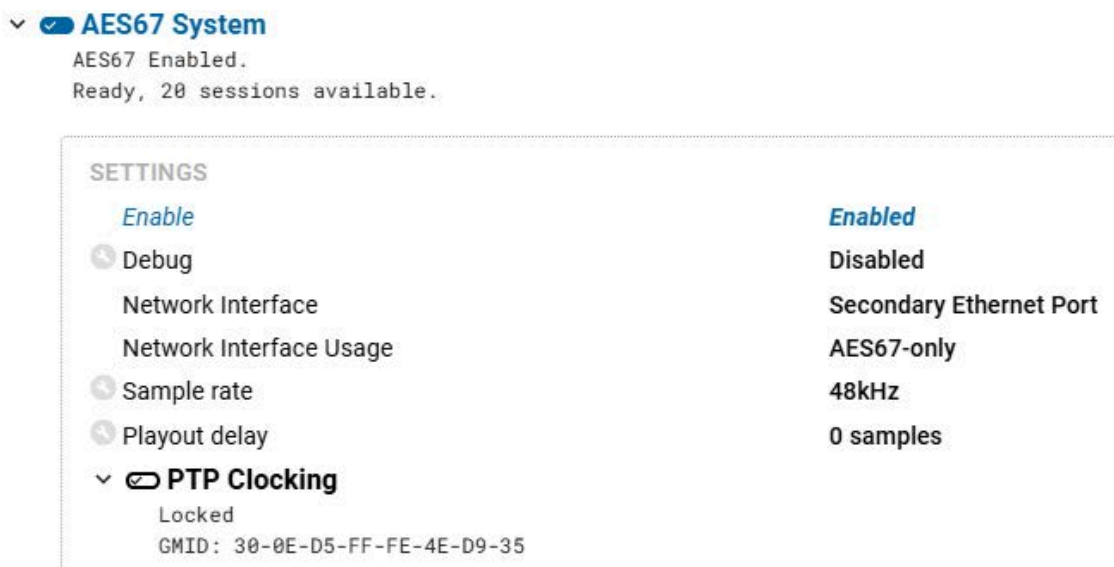 AES67 System
AES67 Enabled.
Ready, 20 sessions available.
SETTINGS
Enable Enabled
Debug Disabled
Network Interface Secondary Ethernet Port
Network Interface Usage AES67-only
Sample rate 48kHz
Playout delay 0 samples
PTP Clocking
Locked
GMID: 30-0E-D5-FF-FE-4E-D9-35